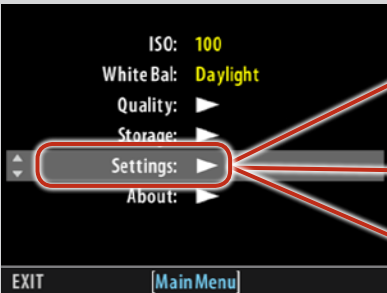 ISO: 100
White Bal: Daylight
Quality:
Storage:
Settings:
About:
EXIT [Main Menu]